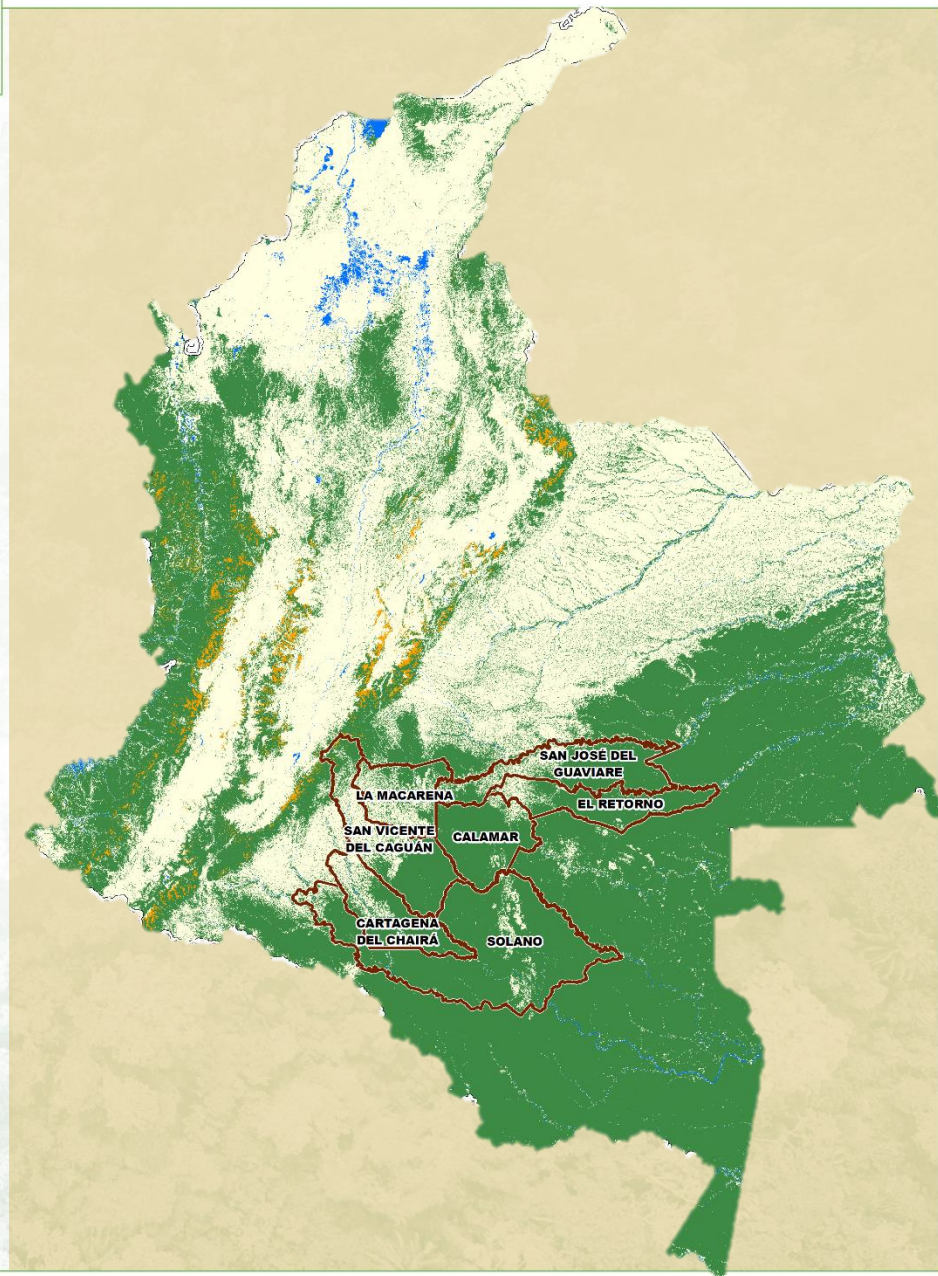 SAN JOSÉ DEL
GUAVIARE
LA MACARENA
EL RETORNO
SAN VICENTE
DEL CAGUÁN
CALAMAR
CARTAGENA
DEL CHAIRÁ
SOLANO